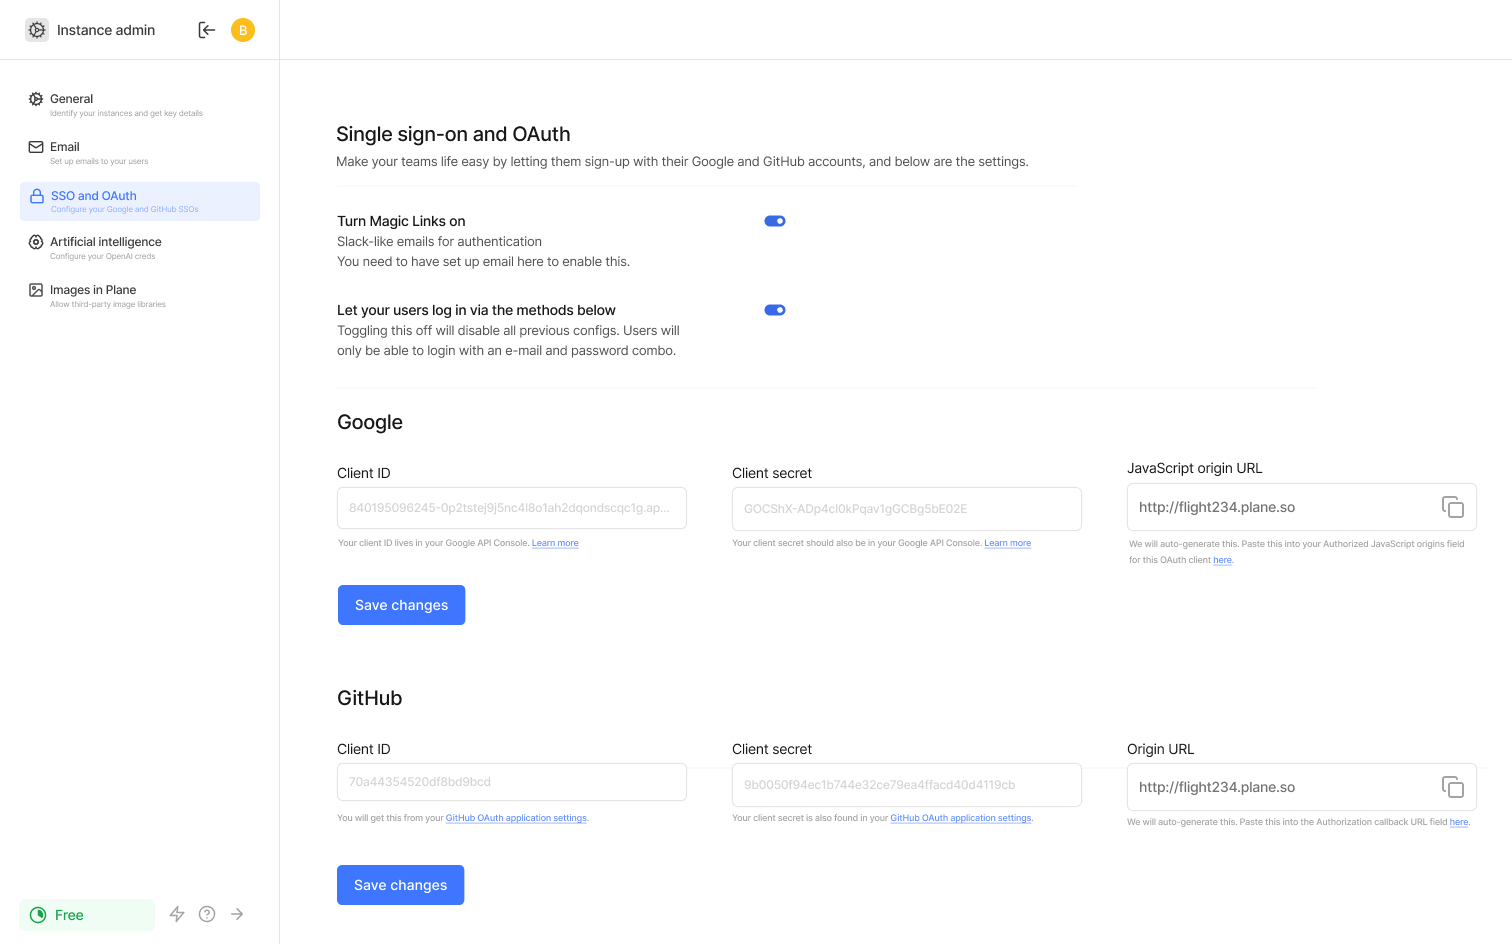 Instance admin
B
General
Identify your instances and get key details
Email
Set up emails to your users
SSO and OAuth
Configure your Google and GitHub SSOs
Artificial intelligence
Configure your OpenAI creds
Images in Plane
Allow third-party image libraries
Single sign-on and OAuth
Make your teams life easy by letting them sign-up with their Google and GitHub accounts, and below are the settings.
Turn Magic Links on
Slack-like emails for authentication
You need to have set up email here to enable this.
Let your users log in via the methods below
Toggling this off will disable all previous configs. Users will
only be able to login with an e-mail and password combo.
Google
Client ID
840195096245-0p2tstej9j5nc4l8o1ah2dqondscqc1g.ap...
Your client ID lives in your Google API Console. Learn more
Client secret
GOCShX-ADp4cI0kPqav1gGCBg5bE02E
Your client secret should also be in your Google API Console. Learn more
JavaScript origin URL
http://flight234.plane.so
We will auto-generate this. Paste this into your Authorized JavaScript origins field
for this OAuth client here.
Save changes
GitHub
Client ID
70a44354520df8bd9bcd
You will get this from your GitHub OAuth application settings.
Client secret
9b0050f94ec1b744e32ce79ea4ffacd40d4119cb
Your client secret is also found in your GitHub OAuth application settings.
Origin URL
http://flight234.plane.so
We will auto-generate this. Paste this into the Authorization callback URL field here.
Save changes
Free